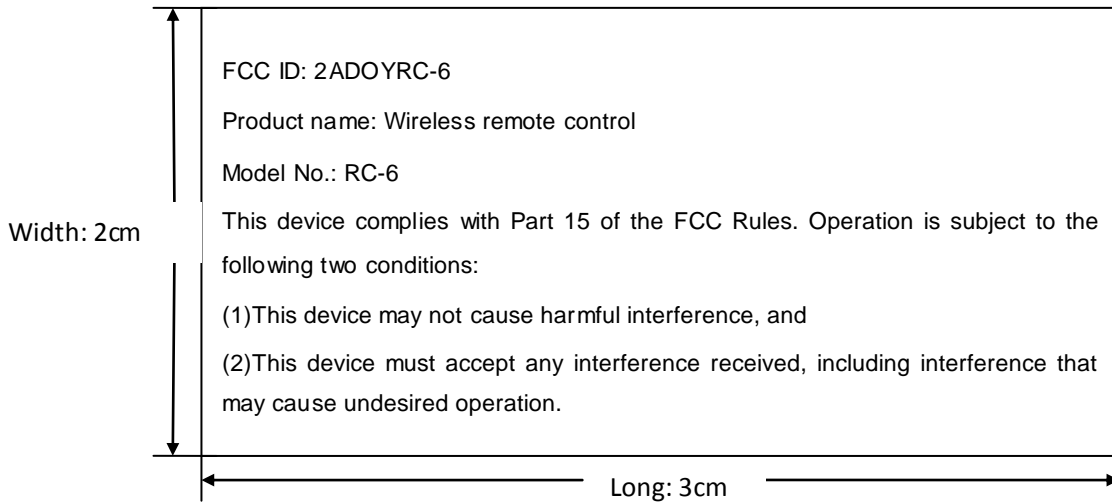 FCC ID: 2ADOYRC-6
Product name: Wireless remote control
Model No.: RC-6
This device complies with Part 15 of the FCC Rules. Operation is subject to the
following two conditions:
(1)This device may not cause harmful interference, and
(2)This device must accept any interference received, including interference that
may cause undesired operation.
Width: 2cm
Long: 3cm